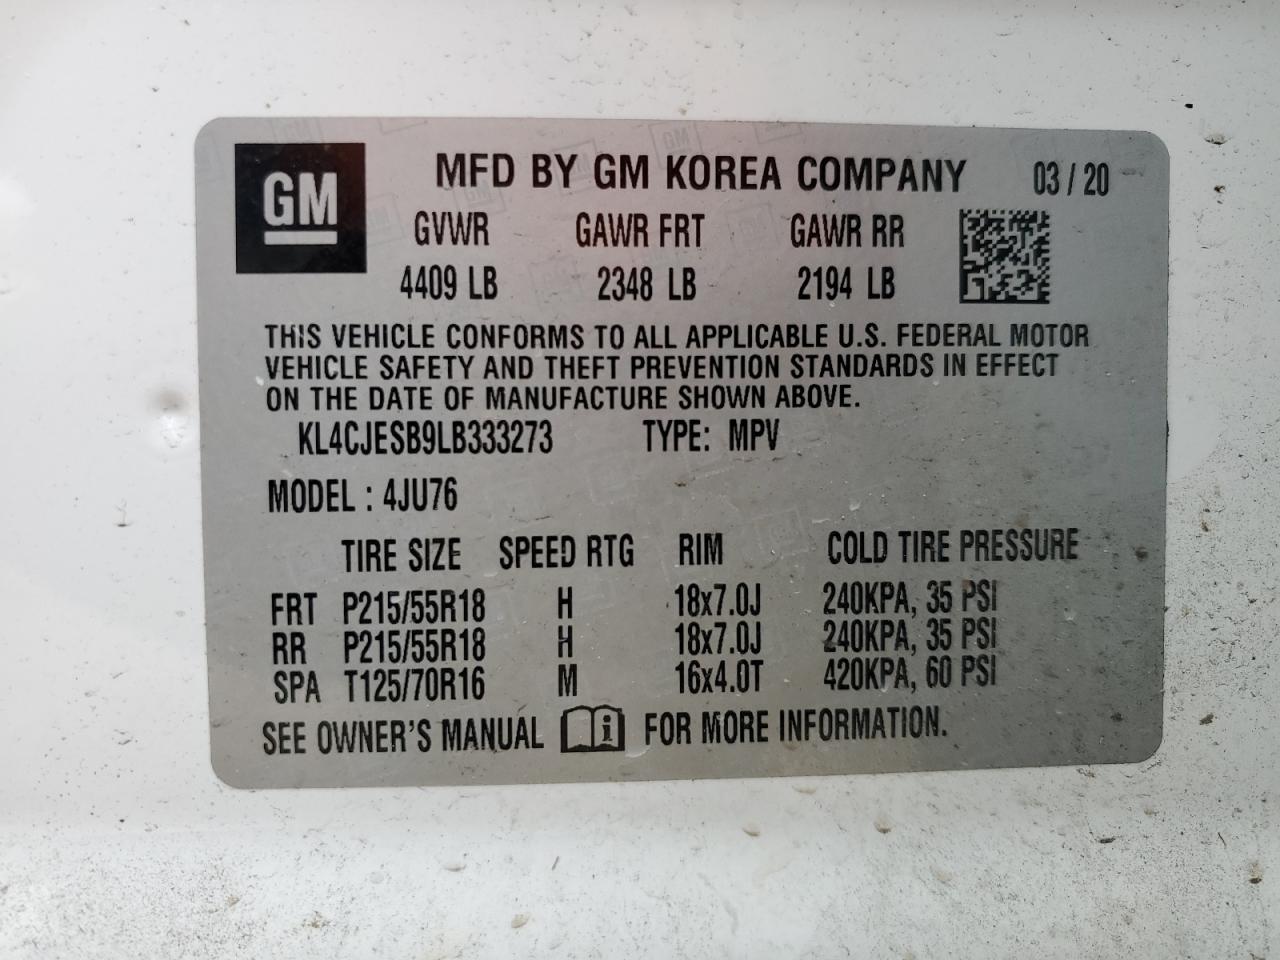 GM
MFD BY GM KOREA COMPANY 03/20
GVWR GAWR FRT GAWR RR
4409 LB 2348 LB 2194 LB
THIS VEHICLE CONFORMS TO ALL APPLICABLE U.S. FEDERAL MOTOR
VEHICLE SAFETY AND THEFT PREVENTION STANDARDS IN EFFECT
ON THE DATE OF MANUFACTURE SHOWN ABOVE.
KL4CJESB9LB333273 TYPE: MPV
MODEL : 4JU76
TIRE SIZE SPEED RTG RIM COLD TIRE PRESSURE
FRT P215/55R18 H 18x7.0J 240KPA, 35 PSI
RR P215/55R18 H 18x7.0J 240KPA, 35 PSI
SPA T125/70R16 M 16x4.0T 420KPA, 60 PSI
SEE OWNER'S MANUAL i FOR MORE INFORMATION.